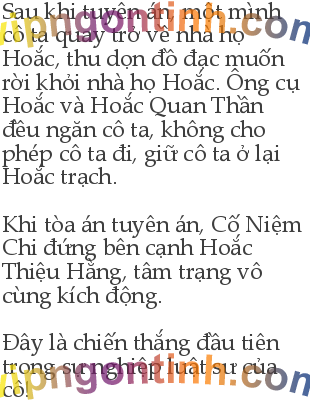 Sau khi tuyên án, một mình
cô ta quay trở về nhà họ
Hoắc, thu dọn đồ đạc muốn
rời khỏi nhà họ Hoắc. Ông cụ
Hoắc và Hoắc Quan Thần
đều ngăn cô ta, không cho
phép cô ta đi, giữ cô ta ở lại
Hoắc trạch.
Khi tòa án tuyên án, Cố Niệm
Chi đứng bên cạnh Hoắc
Thiệu Hằng, tâm trạng vô
cùng kích động.
Đây là chiến thắng đầu tiên
trong sự nghiệp luật sư của
cô.
vipngontinh.com
vipngontinh.com